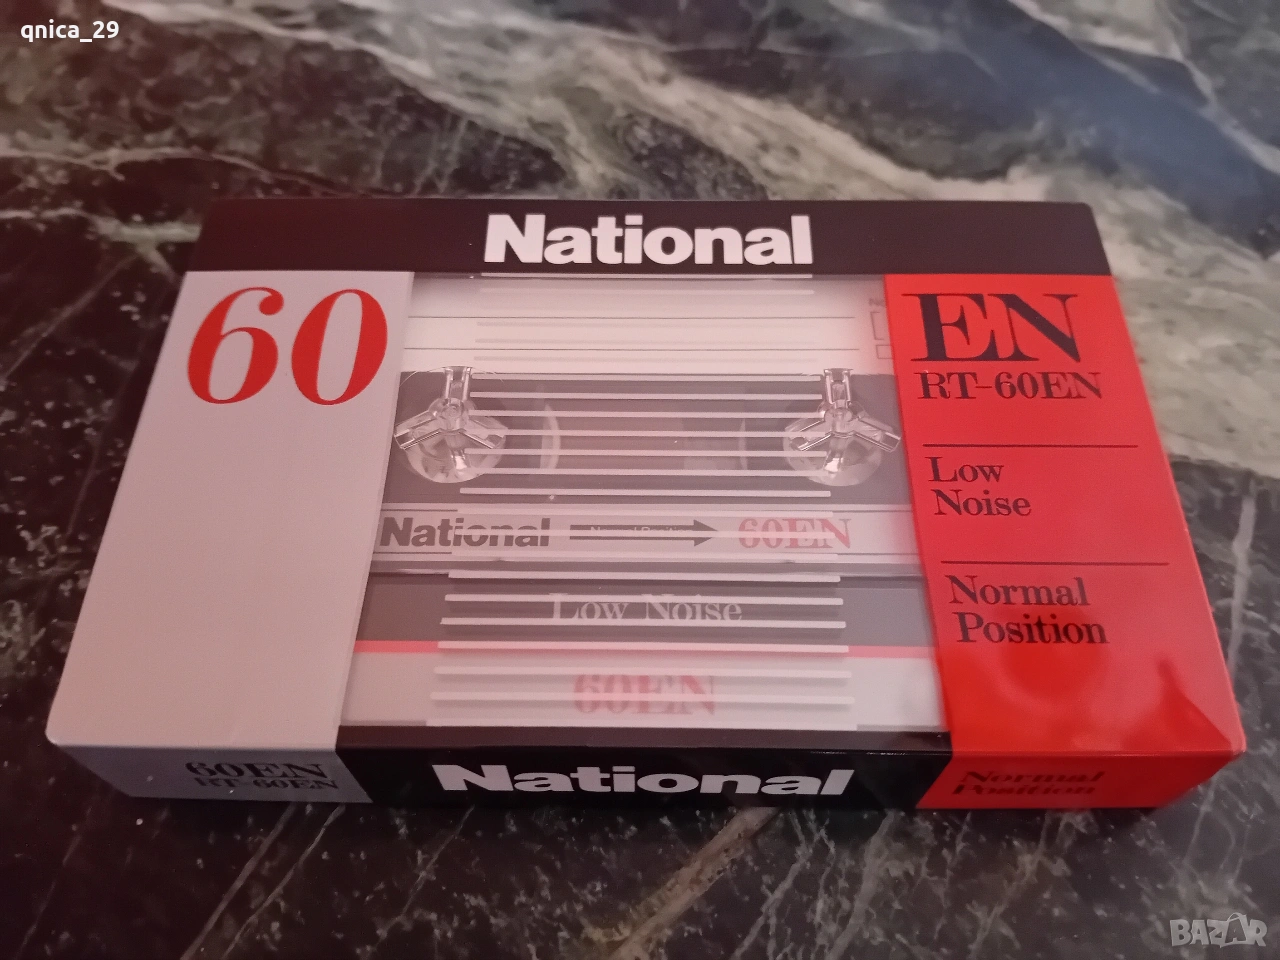 qnica_29
National
60
EN
RT-60EN
Low
Noise
Normal
Position
National
60EN
Low Noise
60EN
60EN
RT-60EN
National
Normal
Position
BAZAR